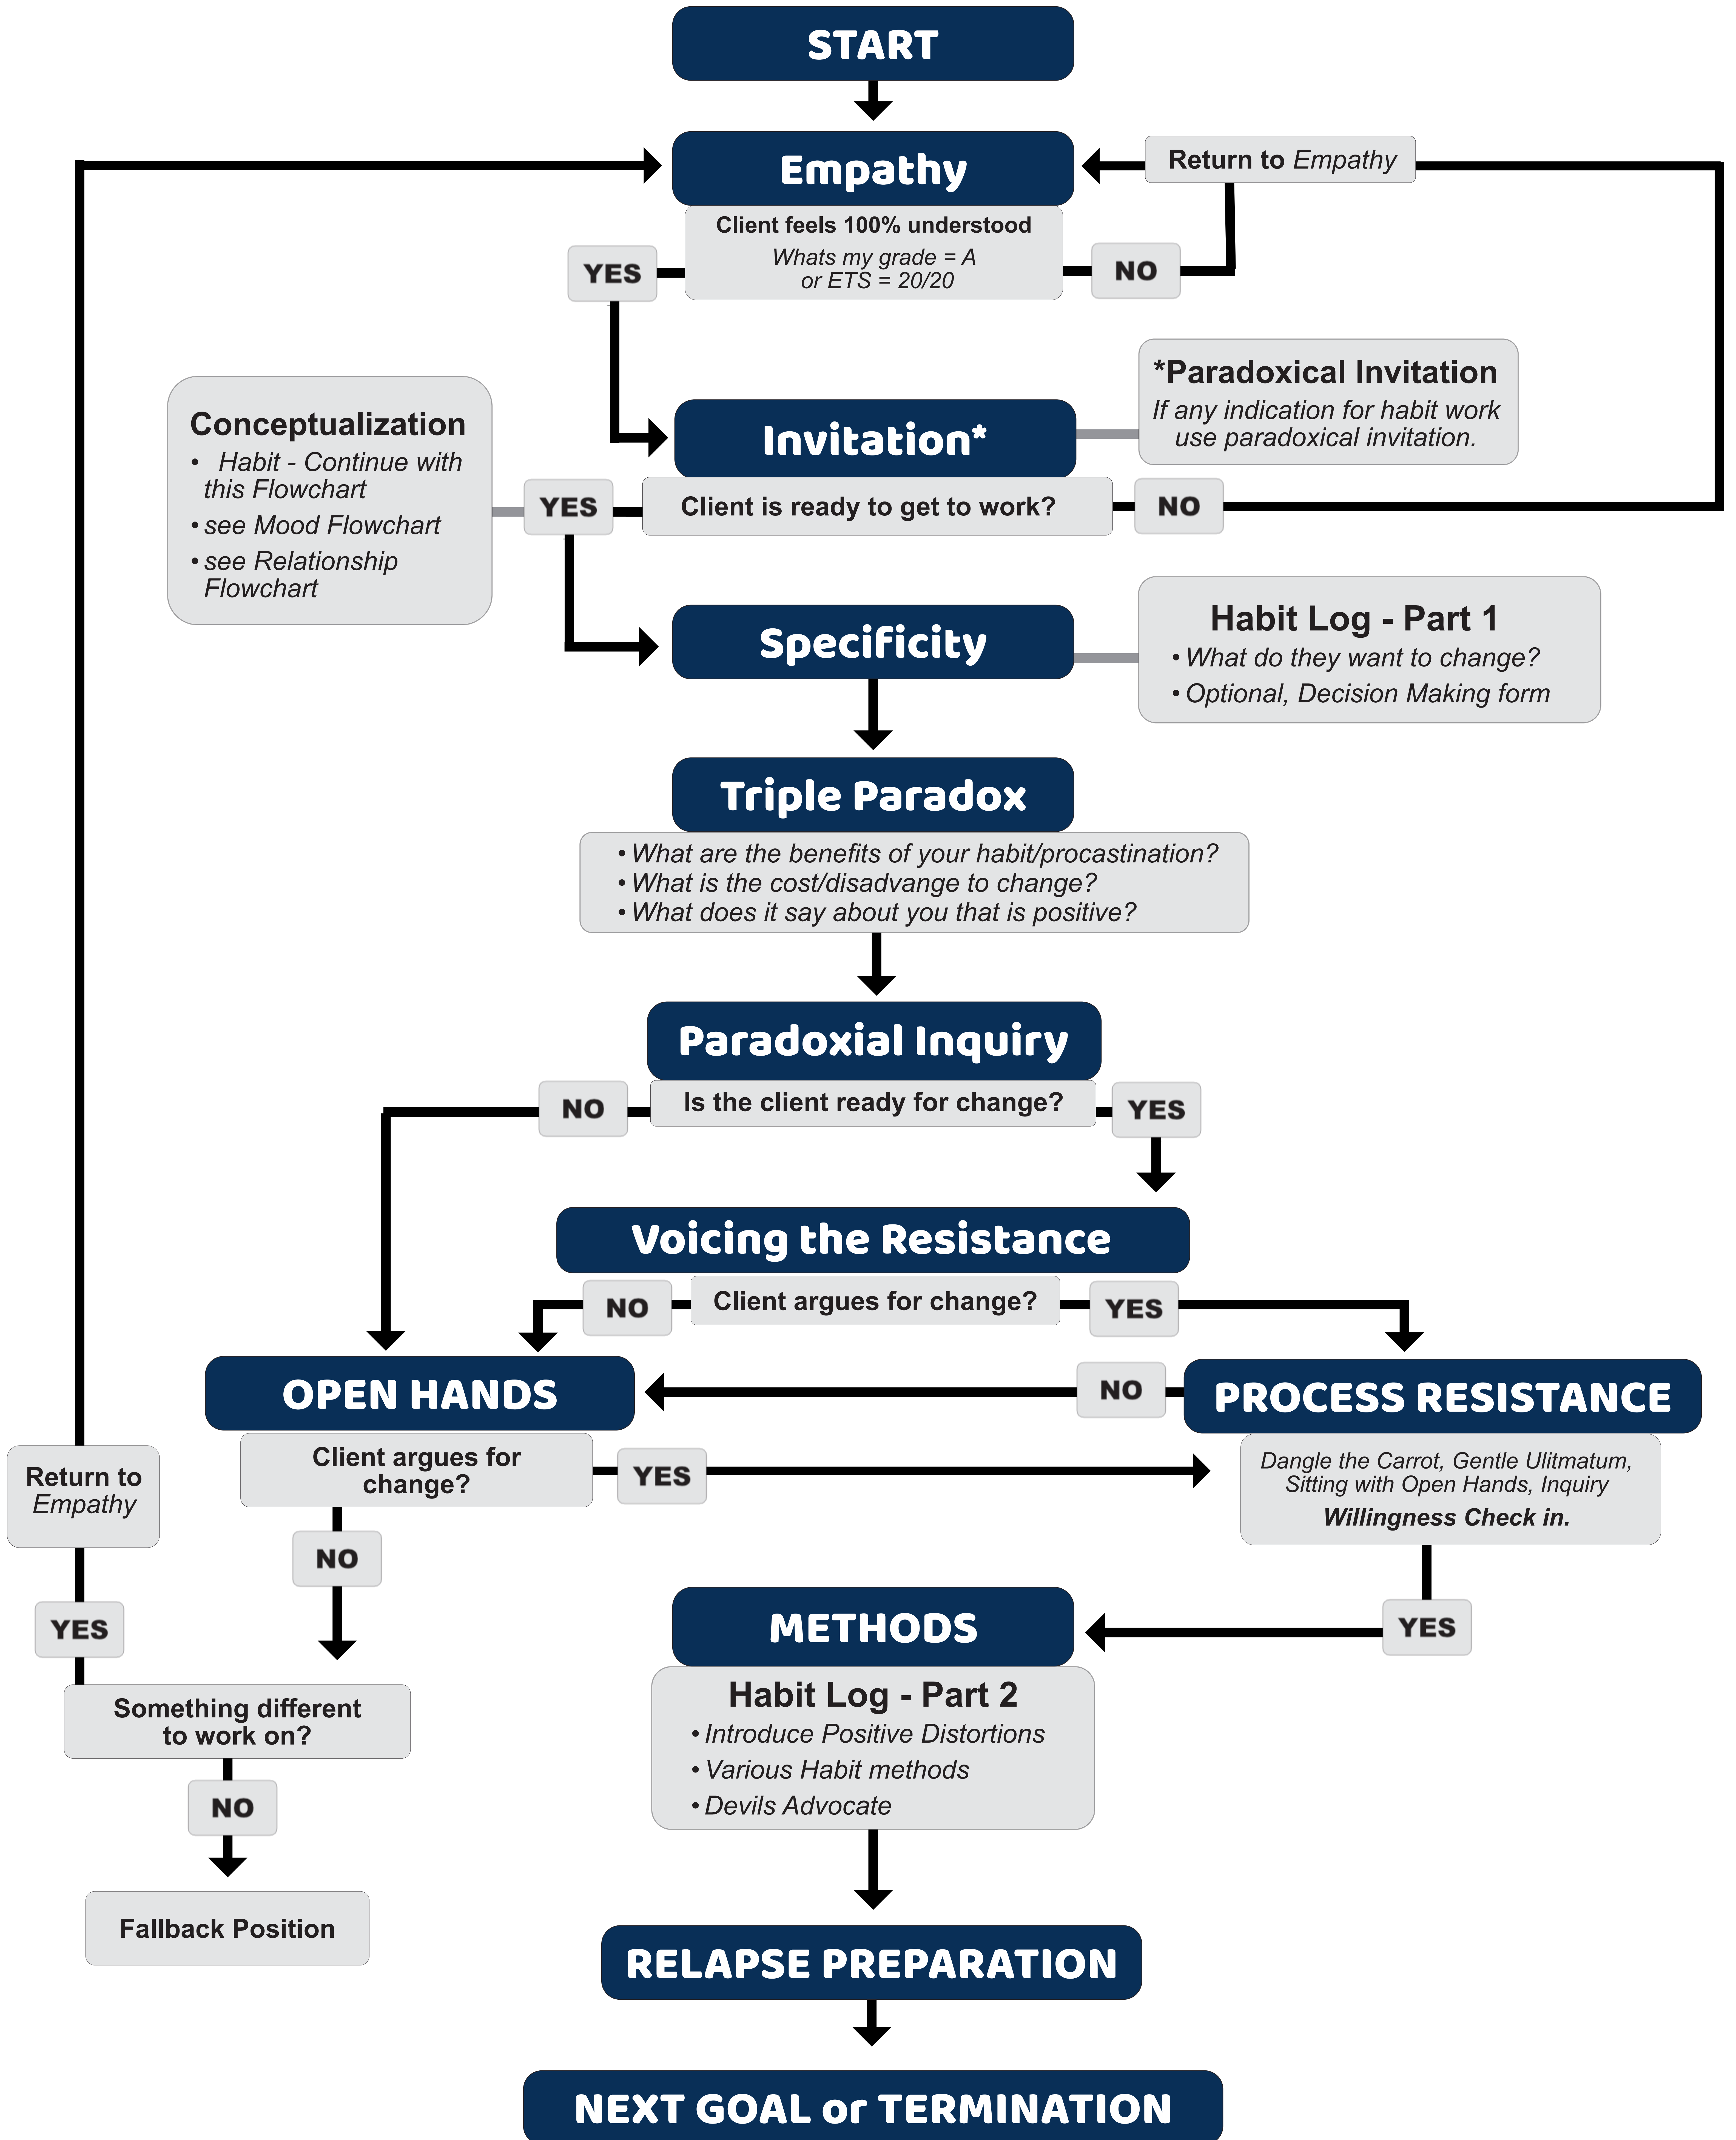 START
Empathy
Return to Empathy
Client feels 100% understood
Whats my grade = A
or ETS = 20/20
YES
NO
*Paradoxical Invitation
If any indication for habit work
use paradoxical invitation.
Invitation*
Client is ready to get to work?
YES
NO
Conceptualization
• Habit - Continue with
this Flowchart
• see Mood Flowchart
• see Relationship
Flowchart
Specificity
Habit Log - Part 1
• What do they want to change?
• Optional, Decision Making form
Triple Paradox
• What are the benefits of your habit/procastination?
• What is the cost/disadvange to change?
• What does it say about you that is positive?
Paradoxial Inquiry
NO
Is the client ready for change?
YES
Voicing the Resistance
NO
Client argues for change?
YES
OPEN HANDS
NO
PROCESS RESISTANCE
Client argues for
change?
YES
Dangle the Carrot, Gentle Ulitmatum,
Sitting with Open Hands, Inquiry
Willingness Check in.
Return to
Empathy
NO
YES
YES
METHODS
Habit Log - Part 2
• Introduce Positive Distortions
• Various Habit methods
• Devils Advocate
Something different
to work on?
NO
Fallback Position
RELAPSE PREPARATION
NEXT GOAL or TERMINATION